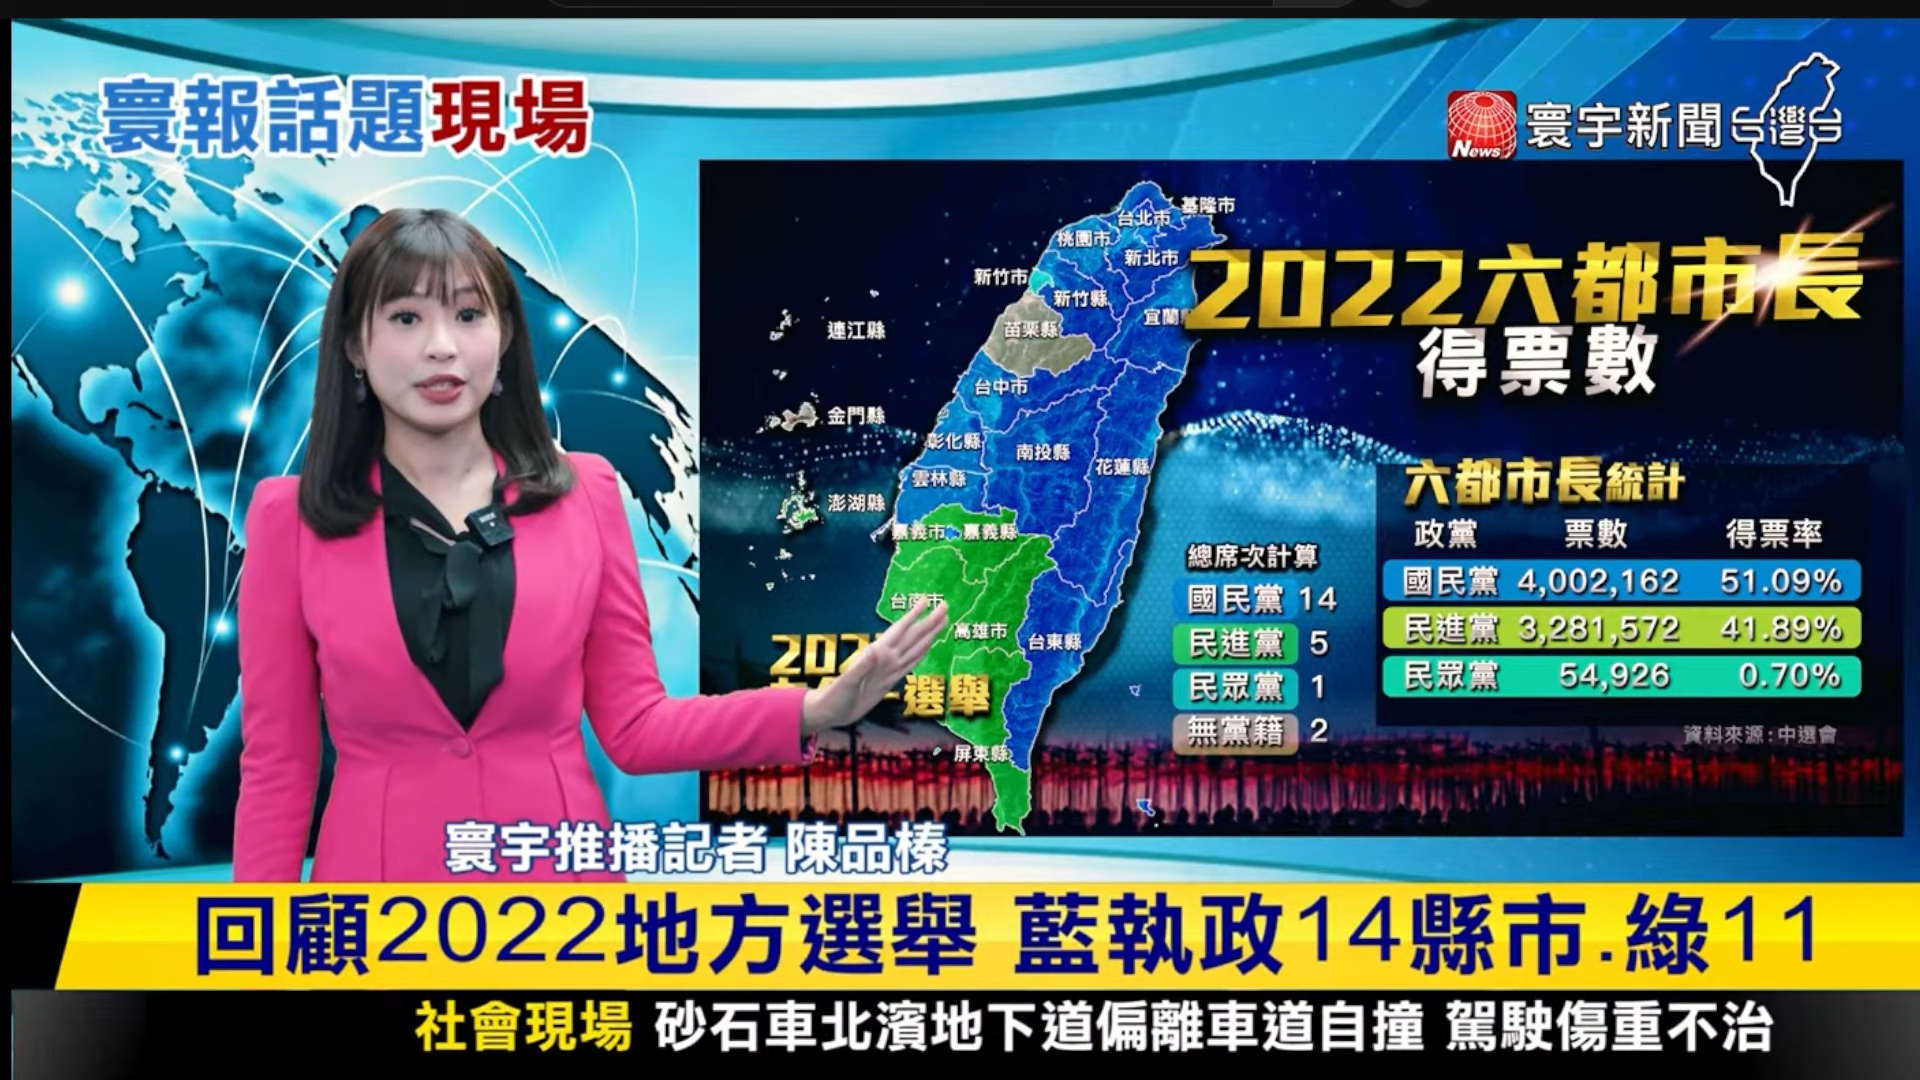 寰報話題現場
News 寰宇新聞 台灣台
基隆市
台北市
桃園市
新北市
新竹市
新竹縣
苗栗縣
連江縣
台中市
金門縣
彰化縣
南投縣
花蓮縣
雲林縣
澎湖縣
嘉義市 嘉義縣
台南市
高雄市
台東縣
屏東縣
選舉
2022六都市長
得票數
總席次計算
國民黨 14
民進黨 5
民眾黨 1
無黨籍 2
六都市長統計
政黨 票數 得票率
國民黨 4,002,162 51.09%
民進黨 3,281,572 41.89%
民眾黨 54,926 0.70%
資料來源:中選會
寰宇推播記者 陳品榛
回顧2022地方選舉 藍執政14縣市.綠11
社會現場 砂石車北濱地下道偏離車道自撞 駕駛傷重不治